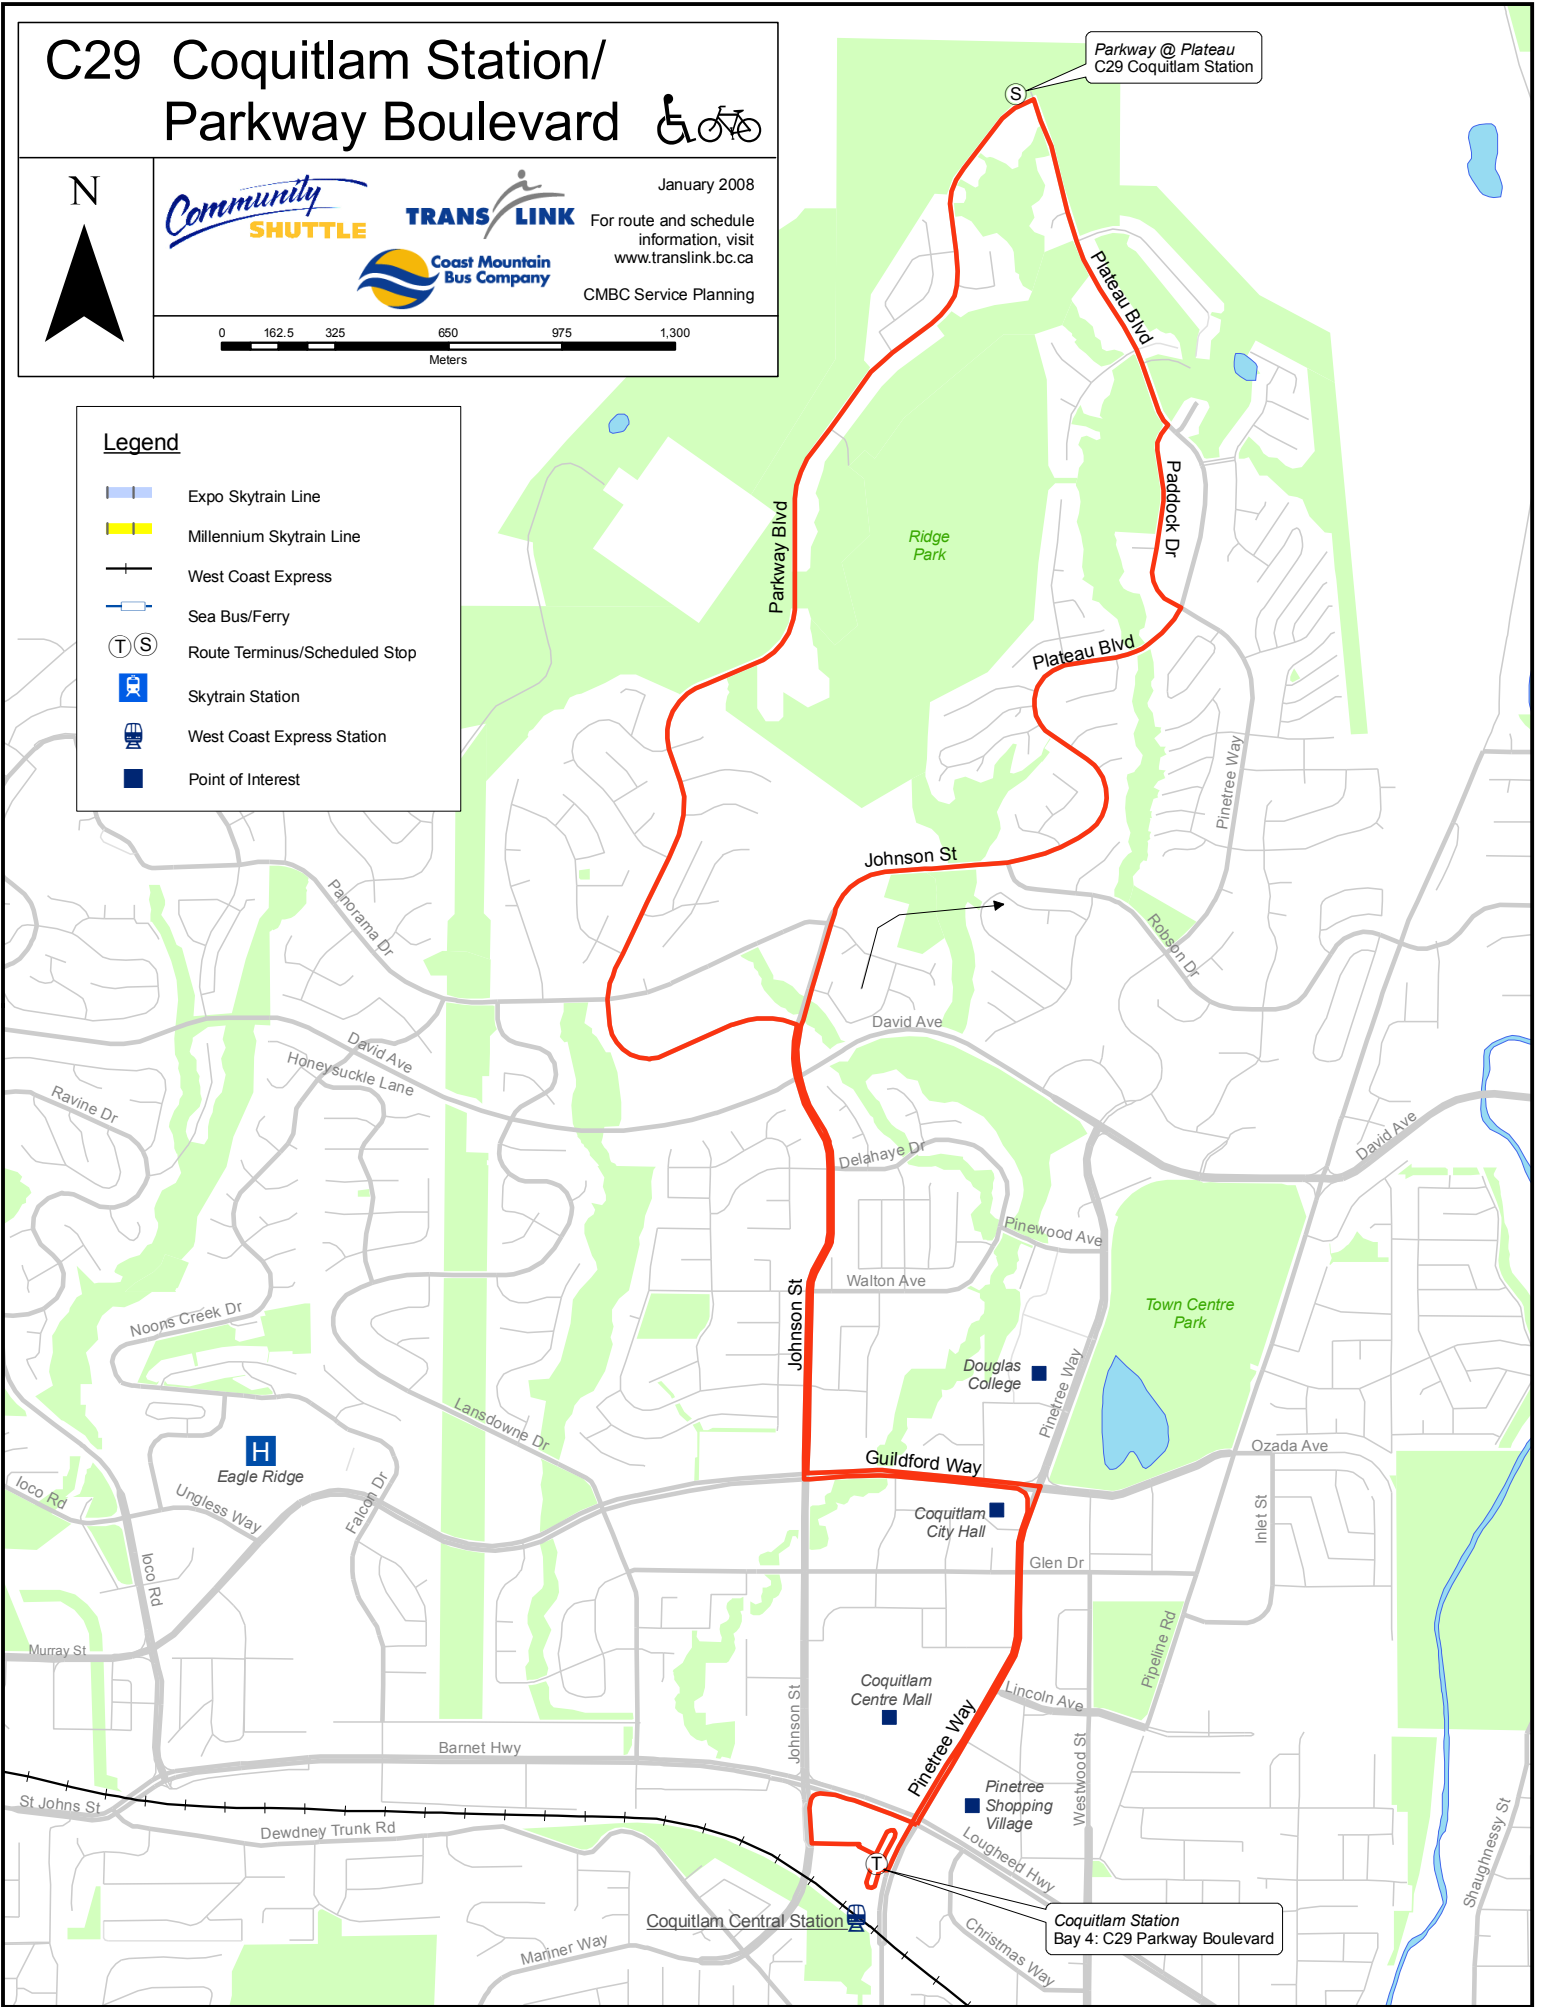 C29 Coquitlam Station/
Parkway Boulevard
N
Community
SHUTTLE
TRANS LINK
Coast Mountain
Bus Company
January 2008
For route and schedule
information, visit
www.translink.bc.ca
CMBC Service Planning
0 162.5 325 650 975 1,300
Meters
Legend
Expo Skytrain Line
Millennium Skytrain Line
West Coast Express
Sea Bus/Ferry
T S Route Terminus/Scheduled Stop
Skytrain Station
West Coast Express Station
Point of Interest
Parkway @ Plateau
C29 Coquitlam Station
S
Plateau Blvd
Paddock Dr
Parkway Blvd
Ridge
Park
Plateau Blvd
Pinetree Way
Johnson St
Panorama Dr
Robson Dr
David Ave
David Ave
Honeysuckle Lane
Ravine Dr
David Ave
Delahaye Dr
Pinewood Ave
Walton Ave
Johnson St
Town Centre
Park
Noons Creek Dr
Douglas
College
Pinetree Way
Lansdowne Dr
H
Eagle Ridge
Guildford Way
Ozada Ave
Ioco Rd
Ungless Way
Falcon Dr
Coquitlam
City Hall
Inlet St
Glen Dr
Ioco Rd
Murray St
Pipeline Rd
Coquitlam
Centre Mall
Lincoln Ave
Johnson St
Pinetree Way
Westwood St
Barnet Hwy
Pinetree
Shopping
Village
St Johns St
Dewdney Trunk Rd
Lougheed Hwy
Shaughnessy St
T
Coquitlam Central Station
Coquitlam Station
Bay 4: C29 Parkway Boulevard
Mariner Way
Christmas Way